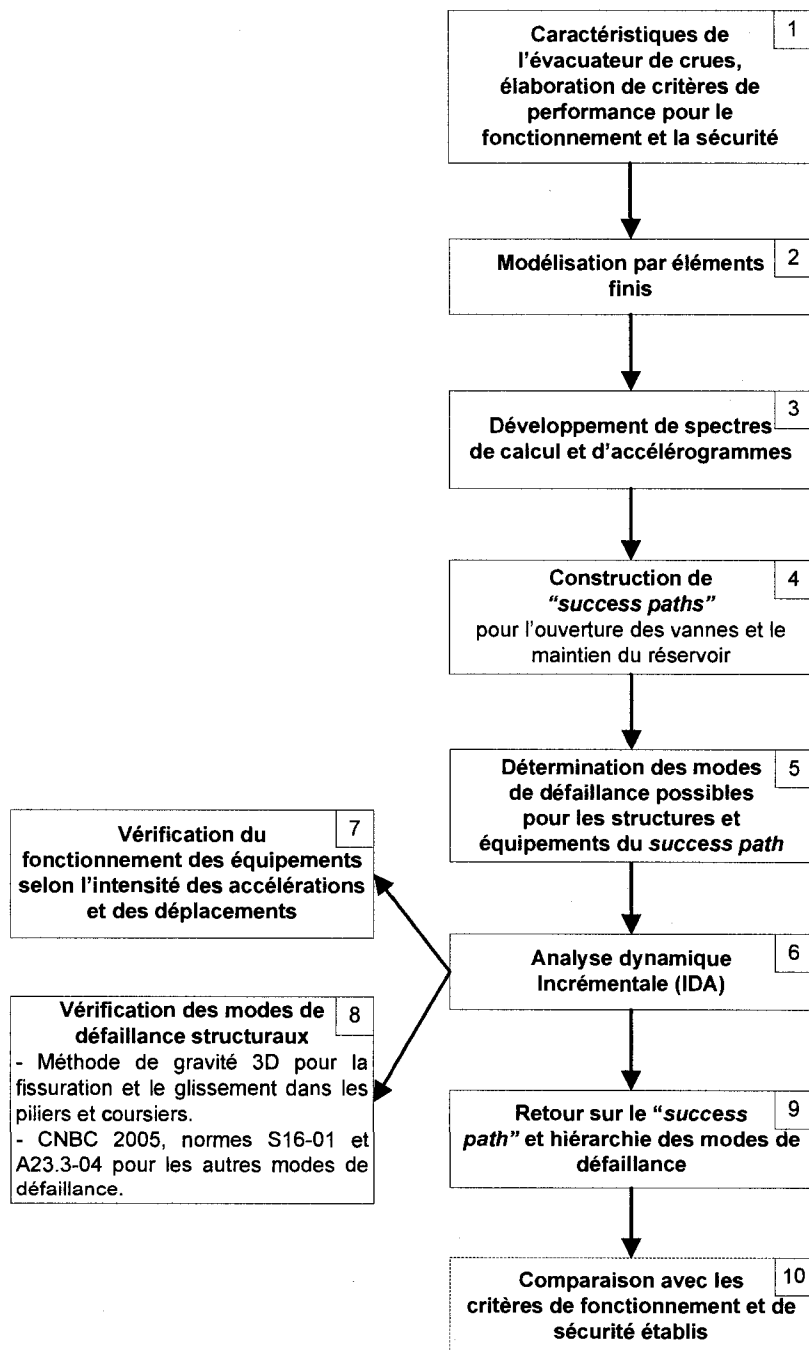 1
Caractéristiques de
l'évacuateur de crues,
élaboration de critères de
performance pour le
fonctionnement et la sécurité
2
Modélisation par éléments
finis
3
Développement de spectres
de calcul et d'accélérogrammes
4
Construction de
"success paths"
pour l'ouverture des vannes et le
maintien du réservoir
5
Détermination des modes
de défaillance possibles
pour les structures et
équipements du success path
6
Analyse dynamique
Incrémentale (IDA)
7
Vérification du
fonctionnement des équipements
selon l'intensité des accélérations
et des déplacements
8
Vérification des modes de
défaillance structuraux
- Méthode de gravité 3D pour la
fissuration et le glissement dans les
piliers et coursiers.
- CNBC 2005, normes S16-01 et
A23.3-04 pour les autres modes de
défaillance.
9
Retour sur le "success
path" et hiérarchie des modes de
défaillance
10
Comparaison avec les
critères de fonctionnement et de
sécurité établis